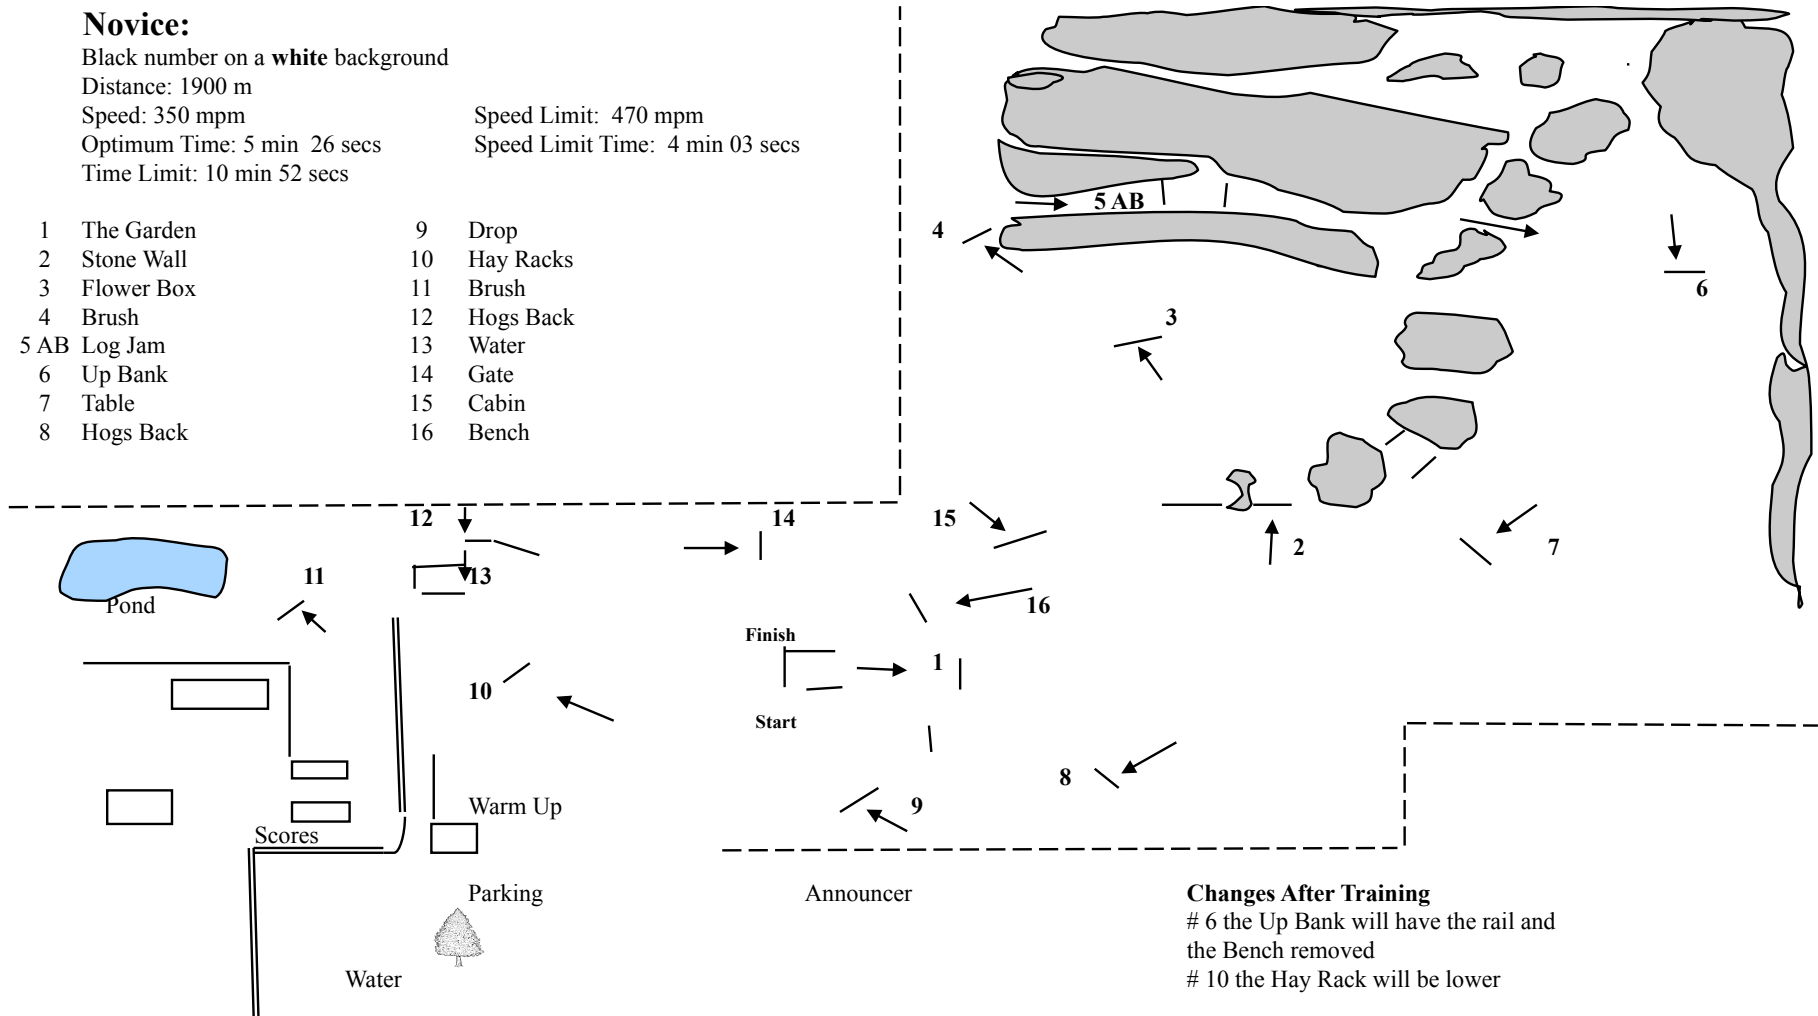 Novice:
Black number on a white background
Distance: 1900 m
Speed: 350 mpm Speed Limit: 470 mpm
Optimum Time: 5 min 26 secs Speed Limit Time: 4 min 03 secs
Time Limit: 10 min 52 secs
1 The Garden 9 Drop
2 Stone Wall 10 Hay Racks
3 Flower Box 11 Brush
4 Brush 12 Hogs Back
5 AB Log Jam 13 Water
6 Up Bank 14 Gate
7 Table 15 Cabin
8 Hogs Back 16 Bench
5 AB
4
6
3
12
14
15
2
7
11
13
Pond
16
Finish
1
10
Start
8
Warm Up
9
Scores
Parking
Announcer
Water
Changes After Training
# 6 the Up Bank will have the rail and
the Bench removed
# 10 the Hay Rack will be lower